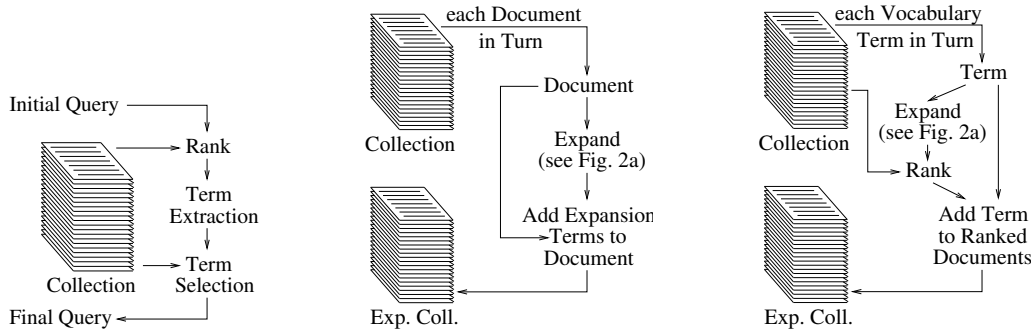 Initial Query
Rank
Term
Extraction
Term
Selection
Collection
Final Query
each Document
in Turn
Document
Collection
Expand
(see Fig. 2a)
Add Expansion
Terms to
Document
Exp. Coll.
each Vocabulary
Term in Turn
Term
Collection
Expand
(see Fig. 2a)
Rank
Add Term
to Ranked
Documents
Exp. Coll.